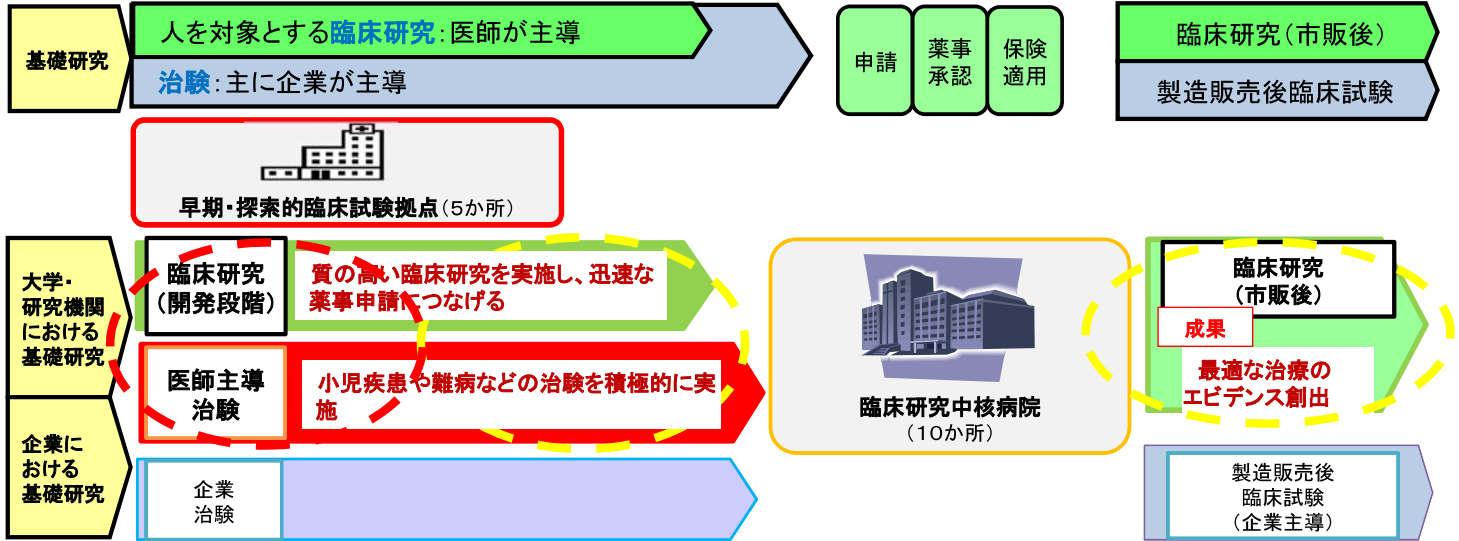 基礎研究
人を対象とする臨床研究：医師が主導
治験：主に企業が主導
申請
薬事
承認
保険
適用
臨床研究（市販後）
製造販売後臨床試験
早期・探索的臨床試験拠点（５か所）
大学・
研究機関
における
基礎研究
臨床研究
（開発段階）
質の高い臨床研究を実施し、迅速な
薬事申請につなげる
医師主導
治験
小児疾患や難病などの治験を積極的に実
施
臨床研究中核病院
（１０か所）
臨床研究
（市販後）
成果
最適な治療の
エビデンス創出
企業に
おける
基礎研究
企業
治験
製造販売後
臨床試験
（企業主導）